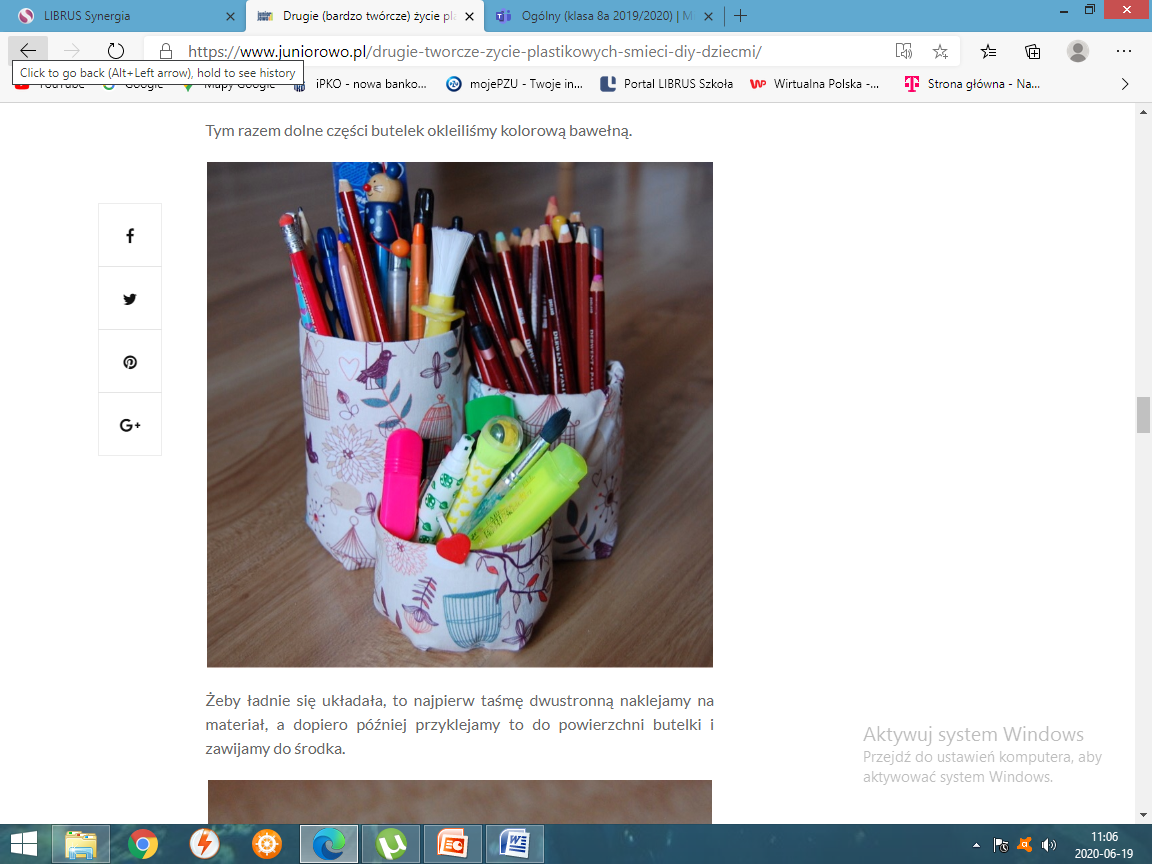 LIBRUS Synergia
Drugie (bardzo twórcze) życie pla
Ogólny (klasa 8a 2019/2020) | M
https://www.juniorowo.pl/drugie-tworcze-zycie-plastikowych-smieci-diy-dziecmi/
Click to go back (Alt+Left arrow), hold to see history
YouTube
Google
Mapy Google
iPKO - nowa banko...
mojePZU - Twoje in...
Portal LIBRUS Szkoła
Wirtualna Polska -...
Strona główna - Na...
Tym razem dolne części butelek okleiliśmy kolorową bawełną.
G+
Żeby ładnie się układała, to najpierw taśmę dwustronną naklejamy na
materiał, a dopiero później przyklejamy to do powierzchni butelki i
zawijamy do środka.
Aktywuj system Windows
Przejdź do ustawień komputera, aby
aktywować system Windows.
11:06
2020-06-19